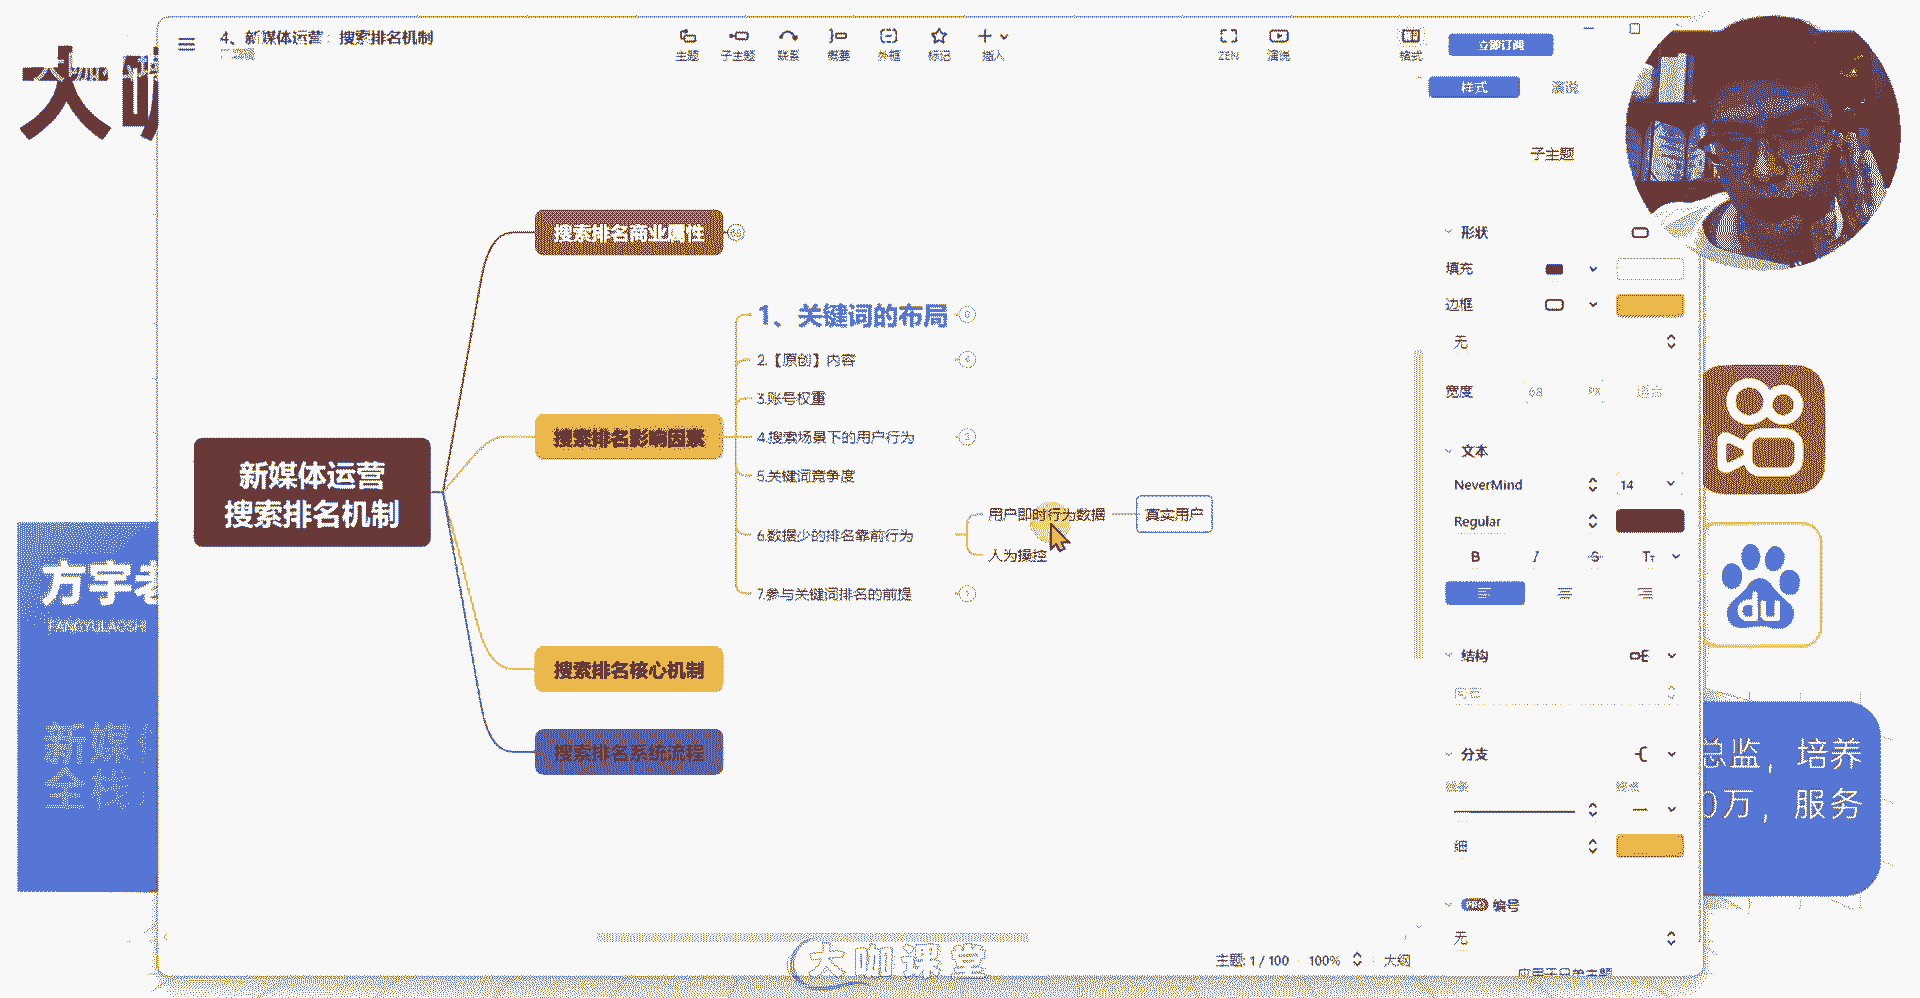 4、新媒体运营：搜索排名机制
主题
子主题
联系
概要
外框
标记
插入
ZEN
演说
格式
立即订阅
大咖
样式
演说
子主题
搜索排名商业属性
形状
填充
1、关键词的布局
边框
无
2.【原创】内容
宽度
68
PX
适合
3.账号权重
搜索排名影响因素
4.搜索场景下的用户行为
文本
5.关键词竞争度
NeverMind
14
新媒体运营
搜索排名机制
用户即时行为数据
真实用户
Regular
6.数据少的排名靠前行为
人为操控
B
I
S
方宇老
7.参与关键词排名的前提
du
FANGYULAOSHI
搜索排名核心机制
结构
新媒体
搜索排名系统流程
分支
总监，培养
全栈
0万，服务
细
PRO 编号
无
大咖课堂
主题: 1 / 100
100%
大纲